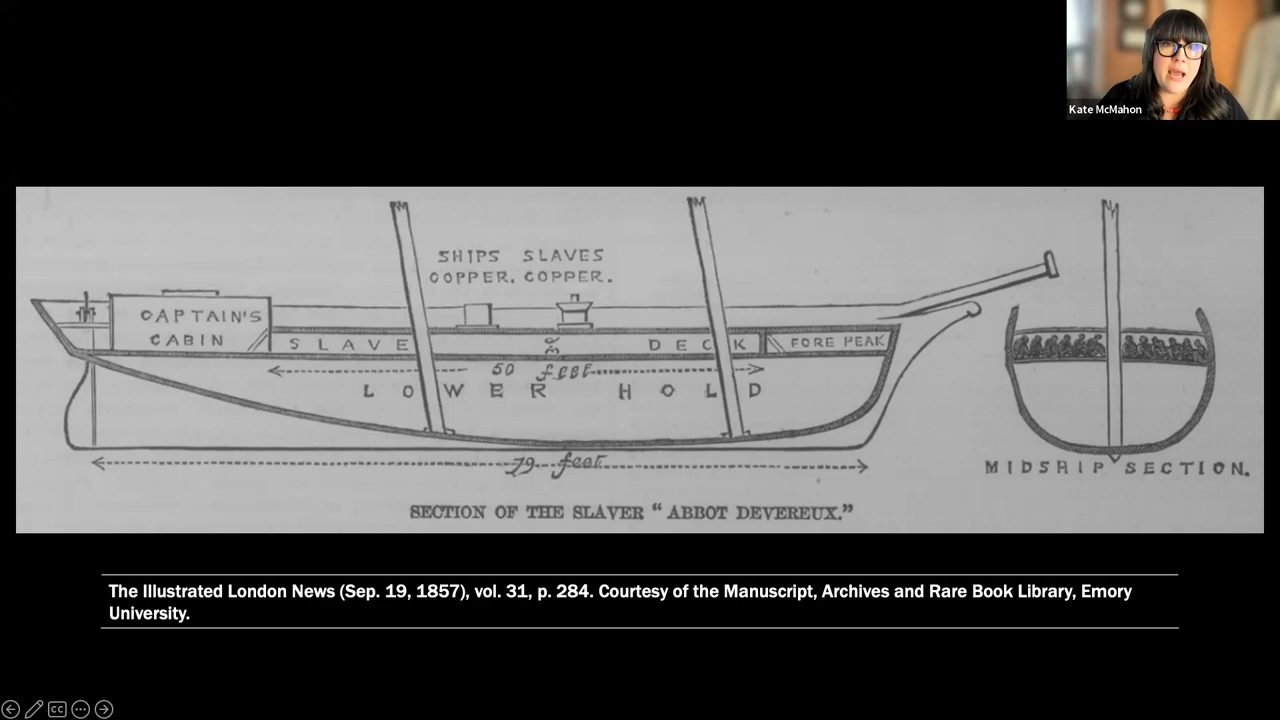 Kate McMahon
SHIPS SLAVES
COPPER. COPPER.
CAPTAIN'S
CABIN
SLAVE DECK
FORE PEAK
50 feet
LOWER HOLD
79 feet
MIDSHIP SECTION.
SECTION OF THE SLAVER “ABBOT DEVEREUX.”
The Illustrated London News (Sep. 19, 1857), vol. 31, p. 284. Courtesy of the Manuscript, Archives and Rare Book Library, Emory
University.
CC